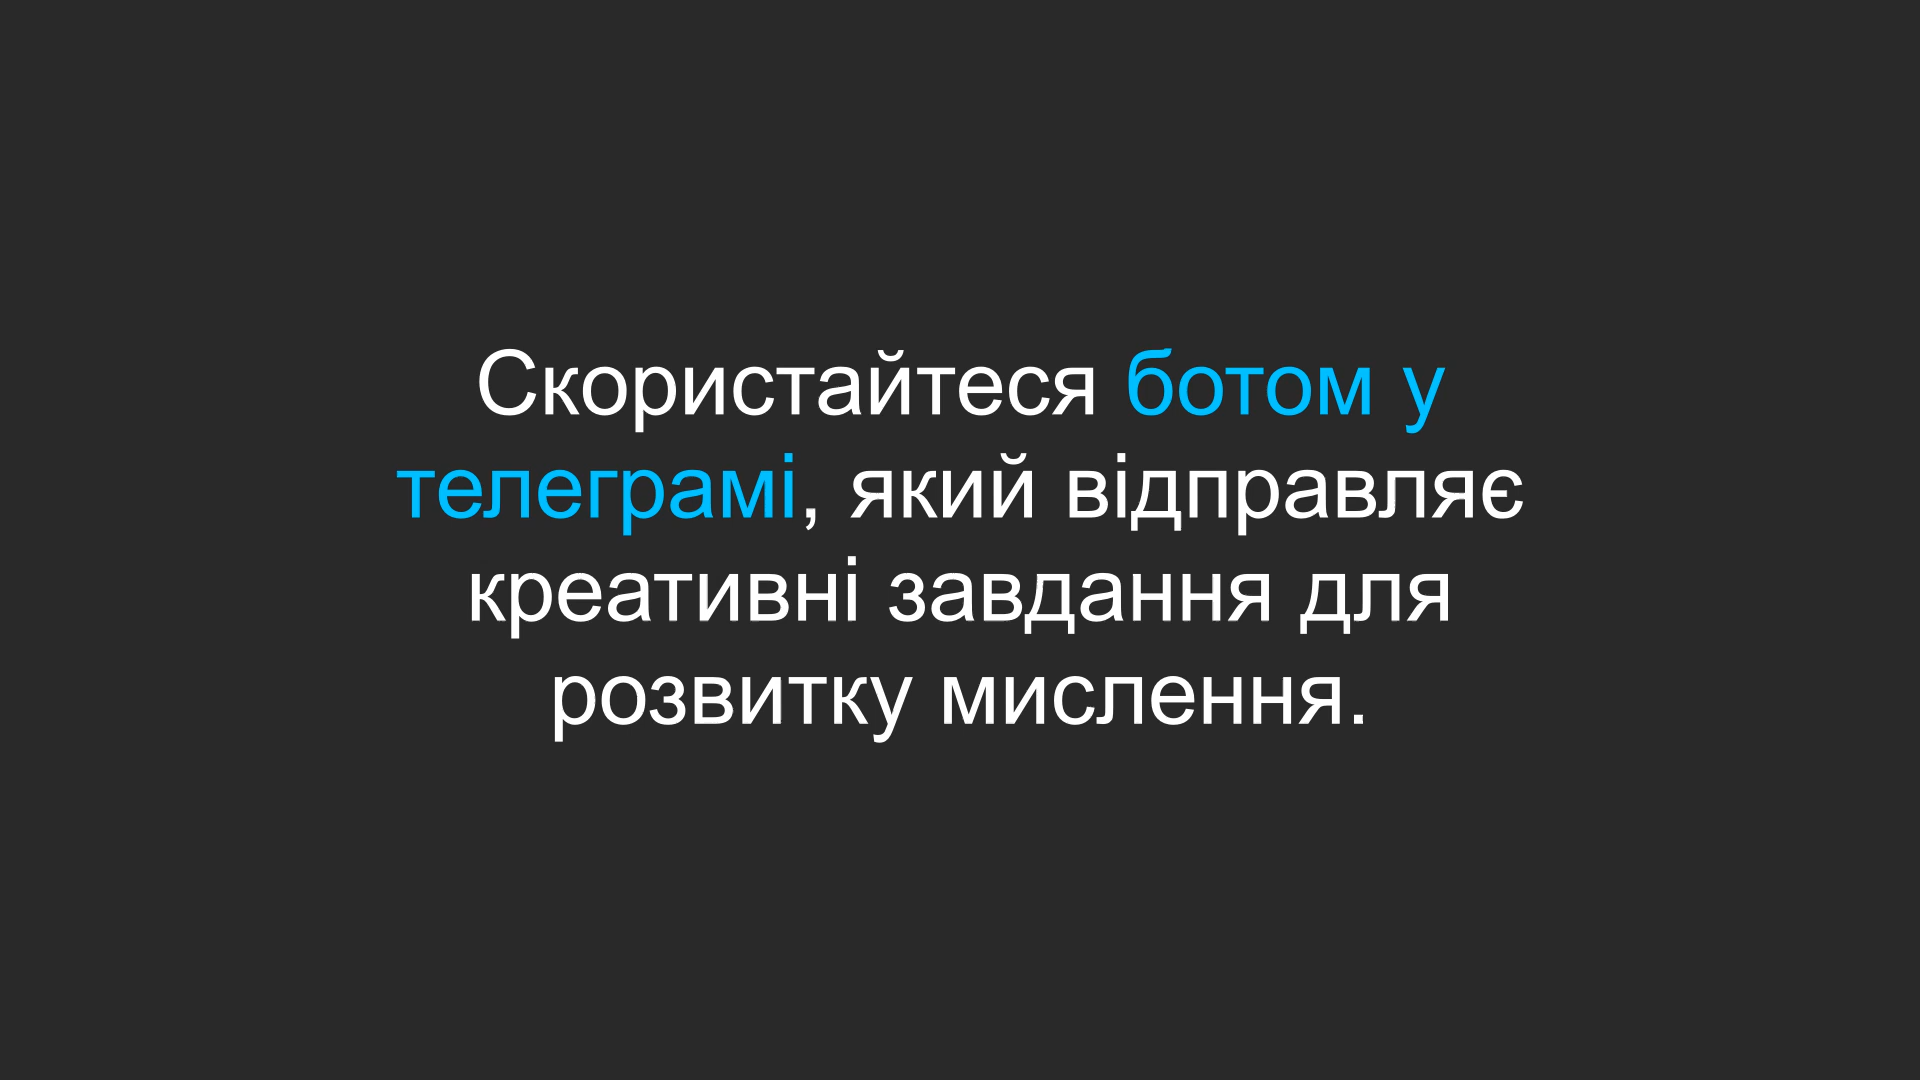 Скористайтеся ботом у
телеграмі, який відправляє
креативні завдання для
розвитку мислення.